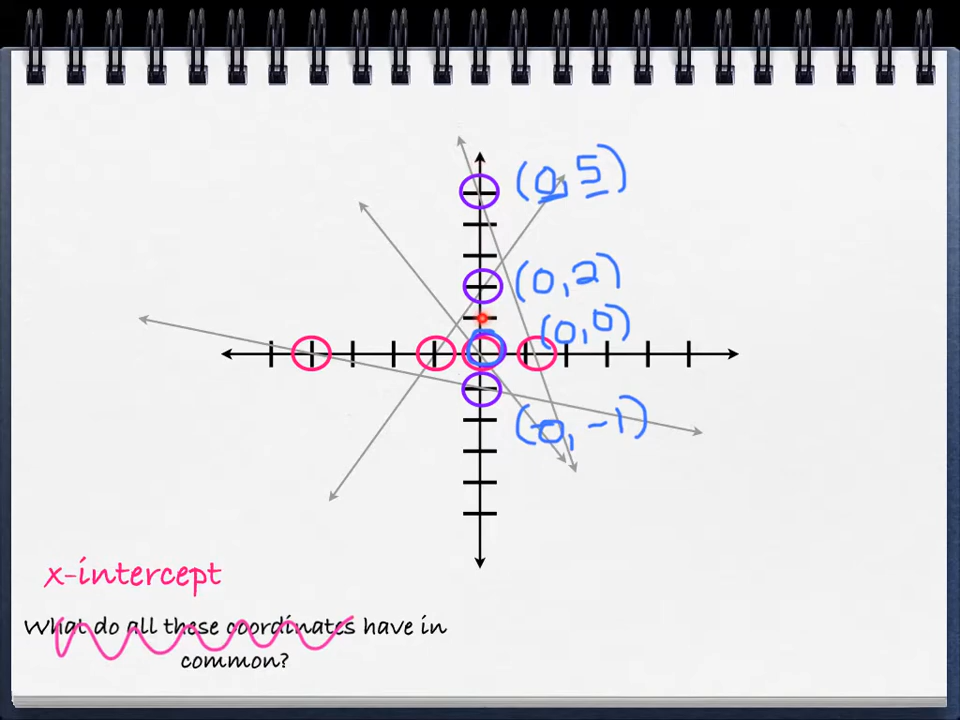 (0, 5)
(0, 2)
(0, 0)
(0, -1)
x-intercept
What do all these coordinates have in
common?